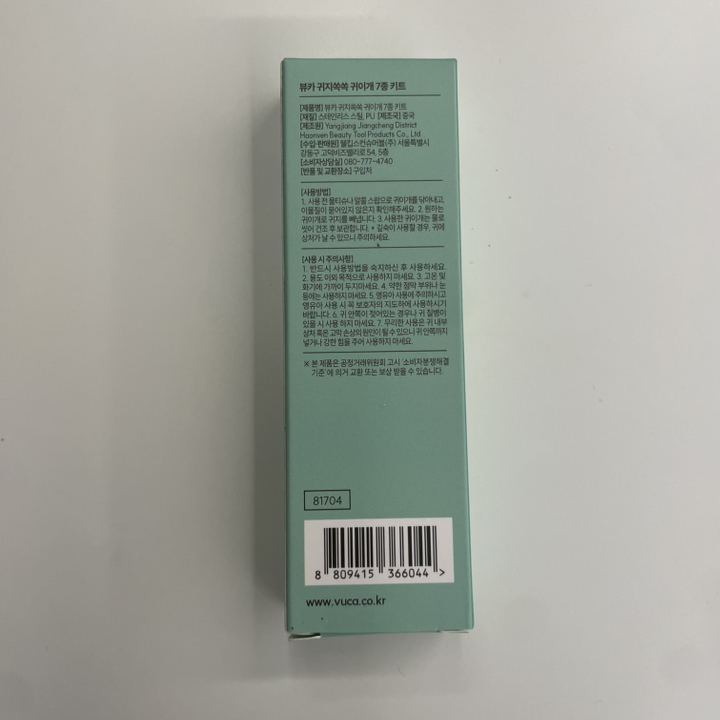 뷰카 귀지쏙쏙 귀이개 7종 키트
[제품명] 뷰카 귀지쏙쏙 귀이개 7종 키트
[재질] 스테인리스 스틸, PU [제조국] 중국
[제조원] Yangjiang Jiangcheng District
Haoriven Beauty Tool Products Co., Ltd
[수입·판매원] 웰킵스컨슈머블(주) 서울특별시
강동구 고덕비즈밸리로 54, 5층
[소비자상담실] 080-777-4740
[반품 및 교환장소] 구입처
[사용방법]
1. 사용 전 물티슈나 알콜 스왑으로 귀이개를 닦아내고,
이물질이 묻어있지 않은지 확인해주세요. 2. 원하는
귀이개로 귀지를 빼냅니다. 3. 사용한 귀이개는 물로
씻어 건조 후 보관합니다. * 깊숙이 사용할 경우, 귀에
상처가 날 수 있으니 주의하세요.
[사용 시 주의사항]
1. 반드시 사용방법을 숙지하신 후 사용하세요.
2. 용도 이외 목적으로 사용하지 마세요. 3. 고온 및
화기에 가까이 두지마세요. 4. 약한 점막 부위나 눈
등에는 사용하지 마세요. 5. 영유아 사용에 주의하시고
영유아 사용 시 꼭 보호자의 지도하에 사용하시기
바랍니다. 6. 귀 안쪽이 젖어있는 경우나 귀 질병이
있을 시 사용 하지 마세요. 7. 무리한 사용은 귀 내부
상처 혹은 고막 손상의 원인이 될 수 있으니 귀 안쪽까지
넣거나 강한 힘을 주어 사용하지 마세요.
※ 본 제품은 공정거래위원회 고시 '소비자분쟁해결
기준'에 의거 교환 또는 보상 받을 수 있습니다.
81704
8 809415 366044 >
www.vuca.co.kr